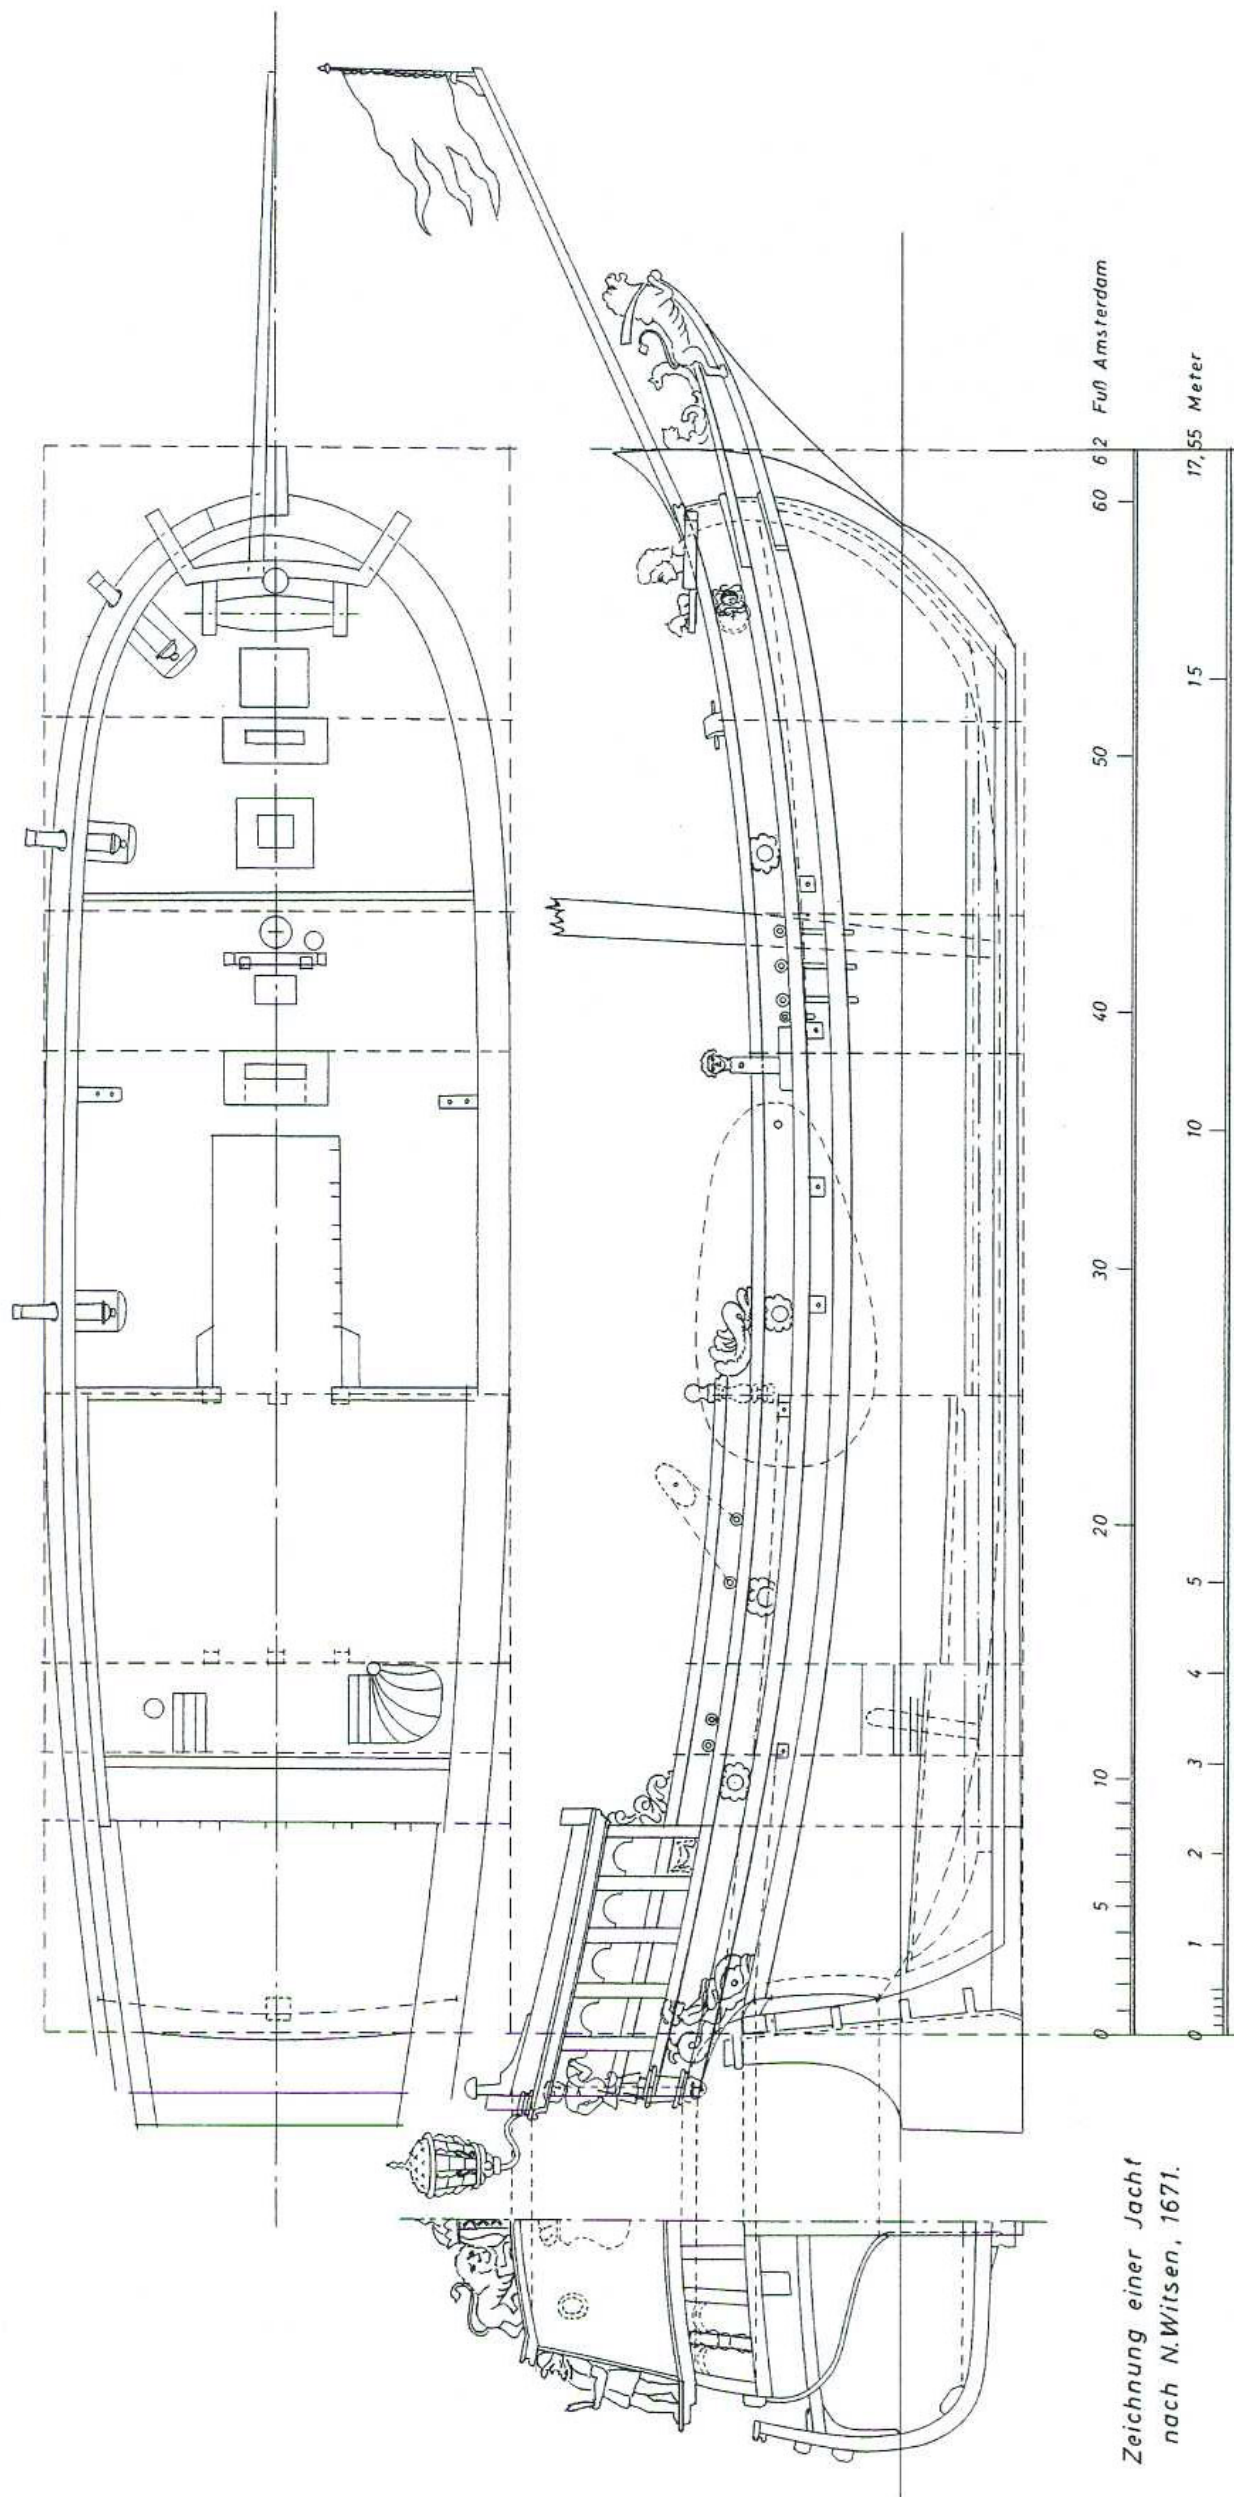 Zeichnung einer Jacht
nach N.Witsen, 1671.
0 5 10 20 30 40 50 60 62 Fuß Amsterdam
0 1 2 3 4 5 10 15 17,55 Meter